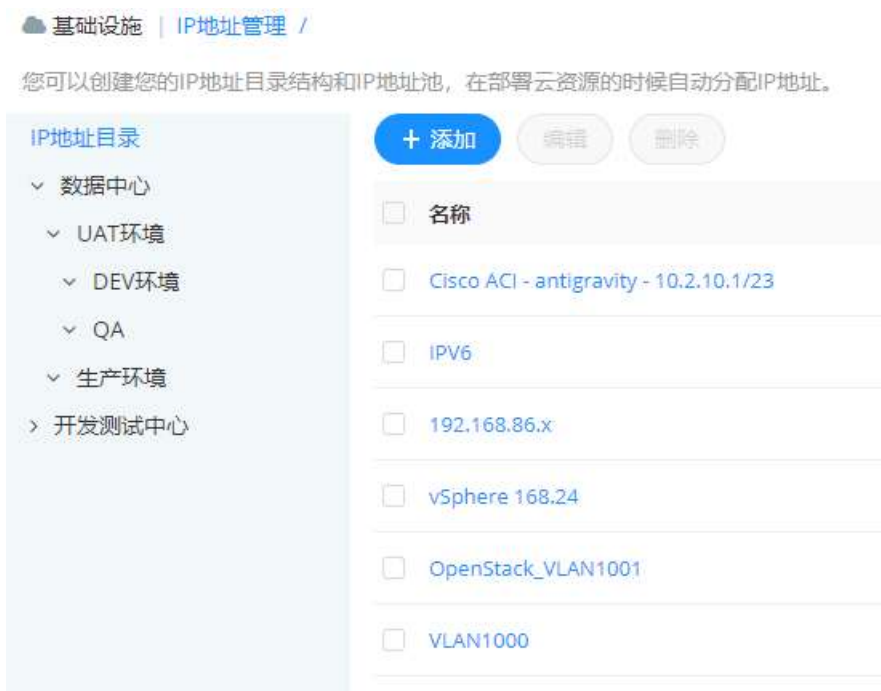 基础设施 | IP地址管理 /
您可以创建您的IP地址目录结构和IP地址池，在部署云资源的时候自动分配IP地址。
IP地址目录
数据中心
UAT环境
DEV环境
QA
生产环境
开发测试中心
+ 添加 编辑 删除
名称
Cisco ACI - antigravity - 10.2.10.1/23
IPV6
192.168.86.x
vSphere 168.24
OpenStack_VLAN1001
VLAN1000